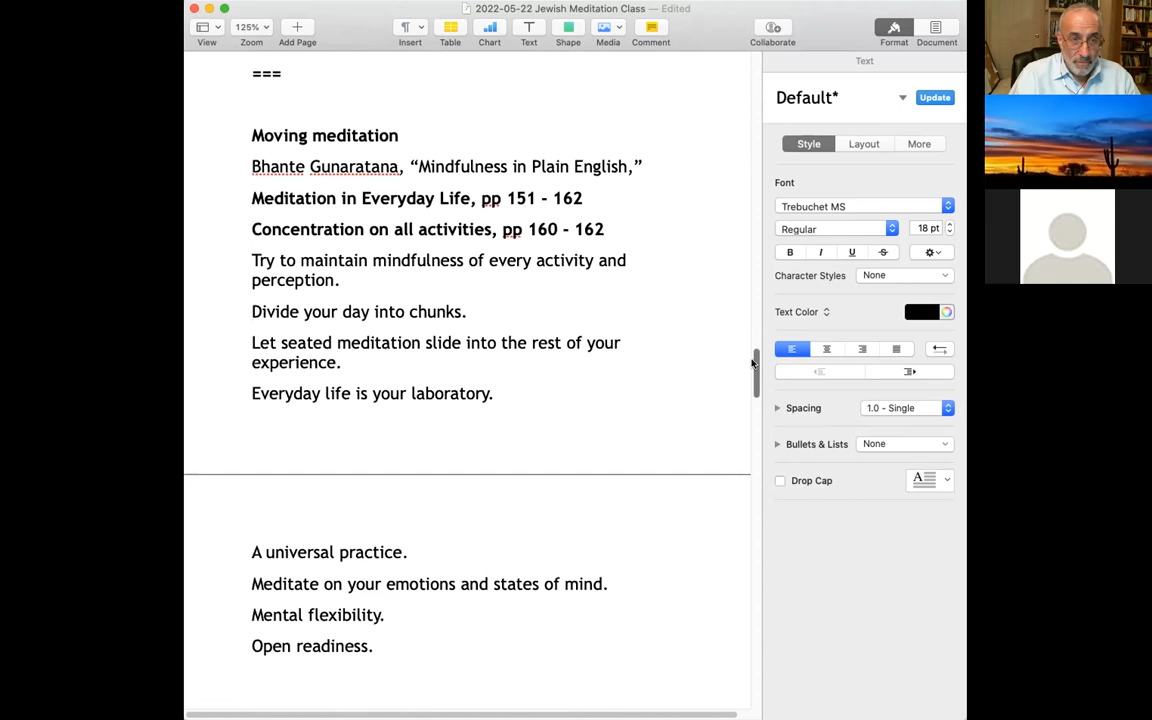 2022-05-22 Jewish Meditation Class — Edited
125%
View
Zoom
Add Page
Insert
Table
Chart
Text
Shape
Media
Comment
Collaborate
Format
Document
===
Moving meditation
Bhante Gunaratana, “Mindfulness in Plain English,”
Meditation in Everyday Life, pp 151 - 162
Concentration on all activities, pp 160 - 162
Try to maintain mindfulness of every activity and
perception.
Divide your day into chunks.
Let seated meditation slide into the rest of your
experience.
Everyday life is your laboratory.
A universal practice.
Meditate on your emotions and states of mind.
Mental flexibility.
Open readiness.
Text
Default*
Update
Style
Layout
More
Font
Trebuchet MS
Regular
18 pt
B I U S
Character Styles
None
Text Color
Spacing
1.0 - Single
Bullets & Lists
None
Drop Cap
A